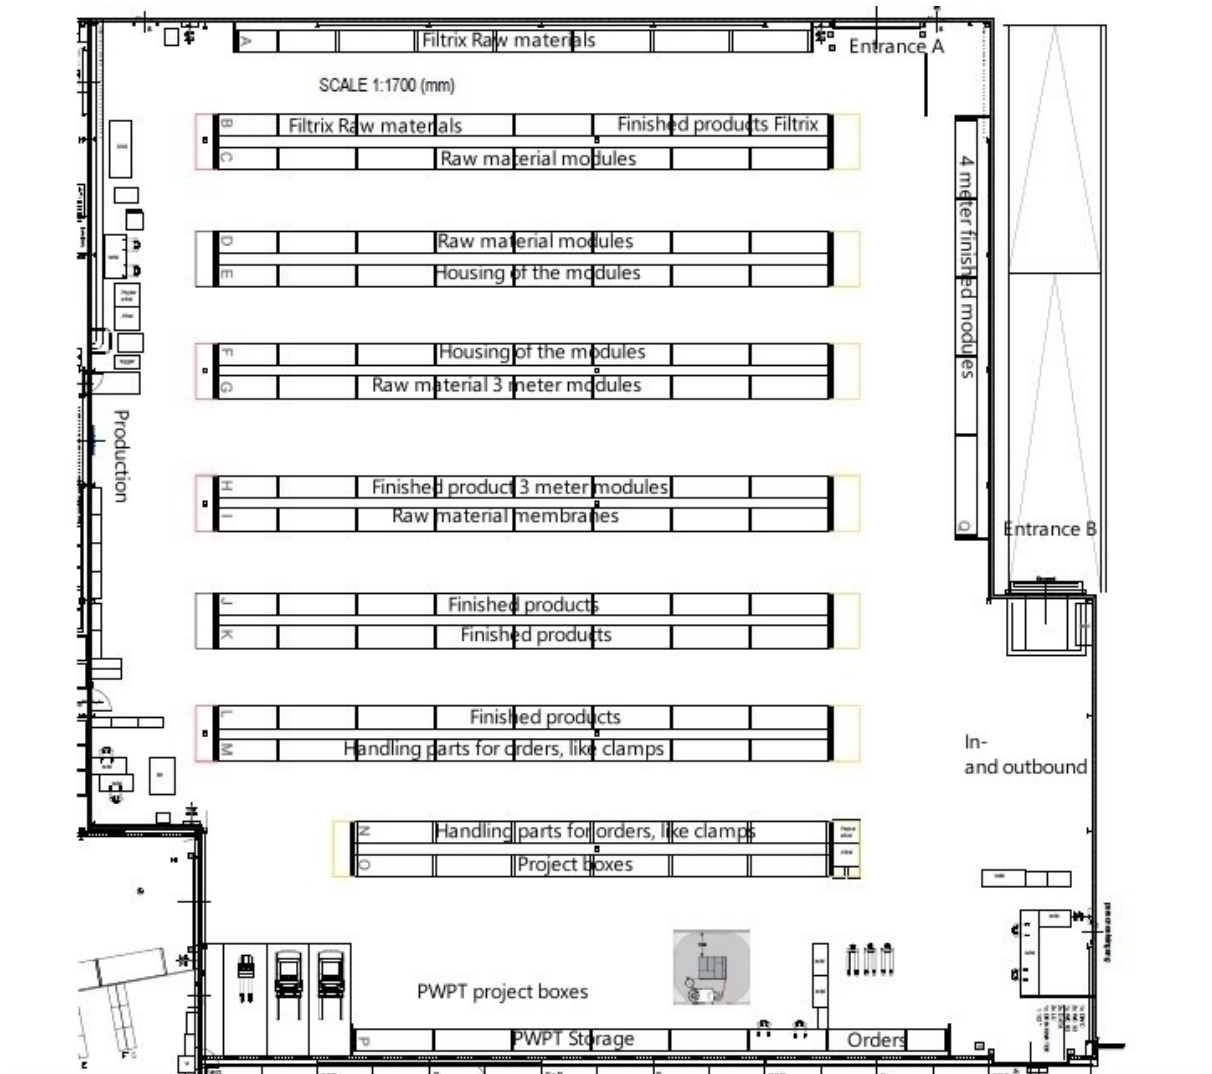 A
Filtrix Raw materials
Entrance A
SCALE 1:1700 (mm)
B
Filtrix Raw materials
Finished products Filtrix
C
Raw material modules
4 meter finished modules
D
Raw material modules
E
Housing of the modules
F
Housing of the modules
G
Raw material 3 meter modules
Production
H
Finished product 3 meter modules
I
Raw material membranes
Q
Entrance B
J
Finished products
K
Finished products
L
Finished products
M
Handling parts for orders, like clamps
In-
and outbound
N
Handling parts for orders, like clamps
O
Project boxes
PWPT project boxes
P
PWPT Storage
Orders